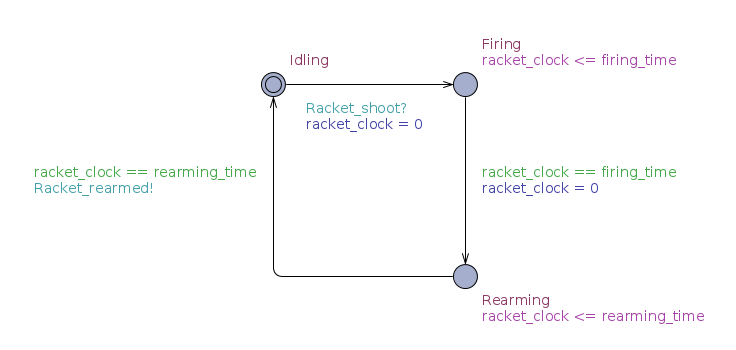 Firing
racket_clock <= firing_time
Idling
Racket_shoot?
racket_clock = 0
racket_clock == rearming_time
Racket_rearmed!
racket_clock == firing_time
racket_clock = 0
Rearming
racket_clock <= rearming_time